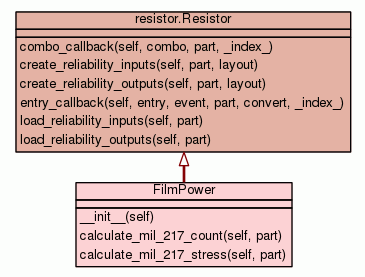 resistor.Resistor
combo_callback(self, combo, part, _index_)
create_reliability_inputs(self, part, layout)
create_reliability_outputs(self, part, layout)
entry_callback(self, entry, event, part, convert, _index_)
load_reliability_inputs(self, part)
load_reliability_outputs(self, part)
FilmPower
__init__(self)
calculate_mil_217_count(self, part)
calculate_mil_217_stress(self, part)